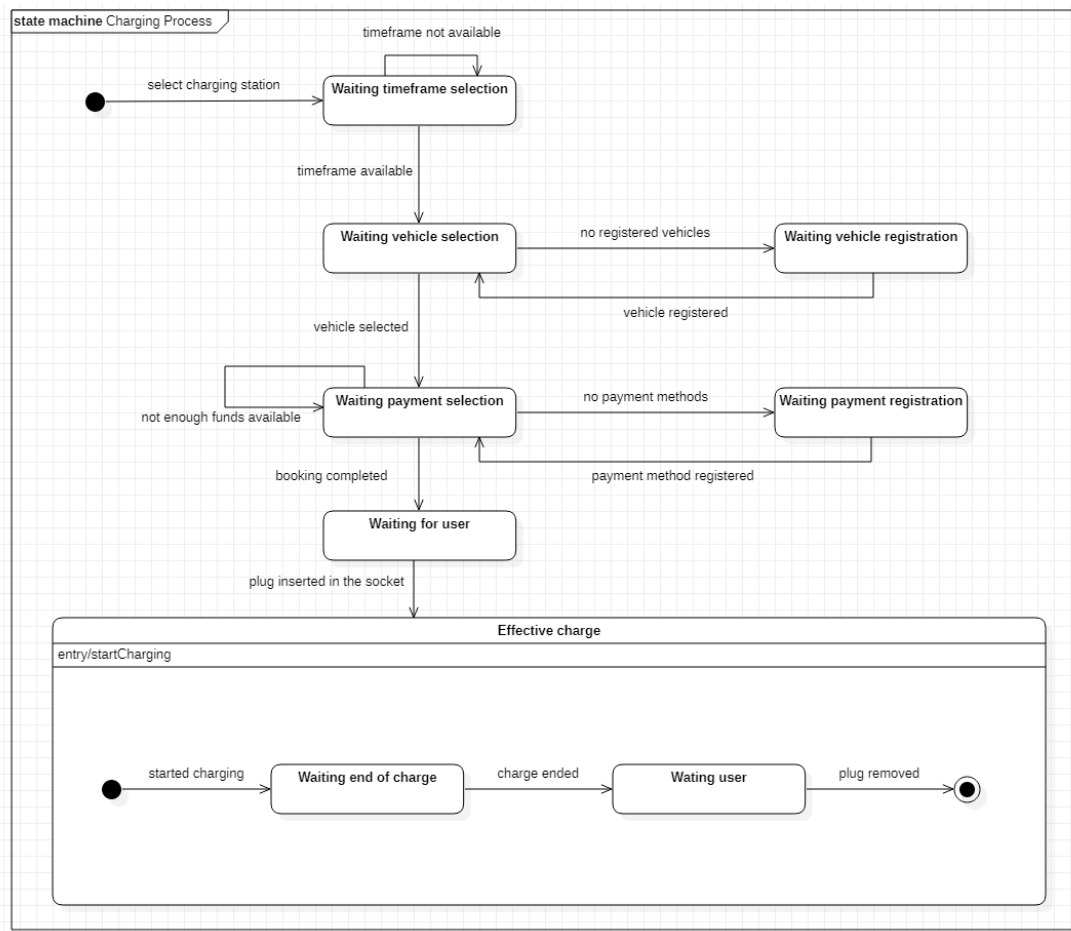 state machine Charging Process
timeframe not available
select charging station
Waiting timeframe selection
timeframe available
Waiting vehicle selection
no registered vehicles
Waiting vehicle registration
vehicle registered
vehicle selected
Waiting payment selection
no payment methods
Waiting payment registration
not enough funds available
booking completed
payment method registered
Waiting for user
plug inserted in the socket
Effective charge
entry/startCharging
started charging
Waiting end of charge
charge ended
Wating user
plug removed